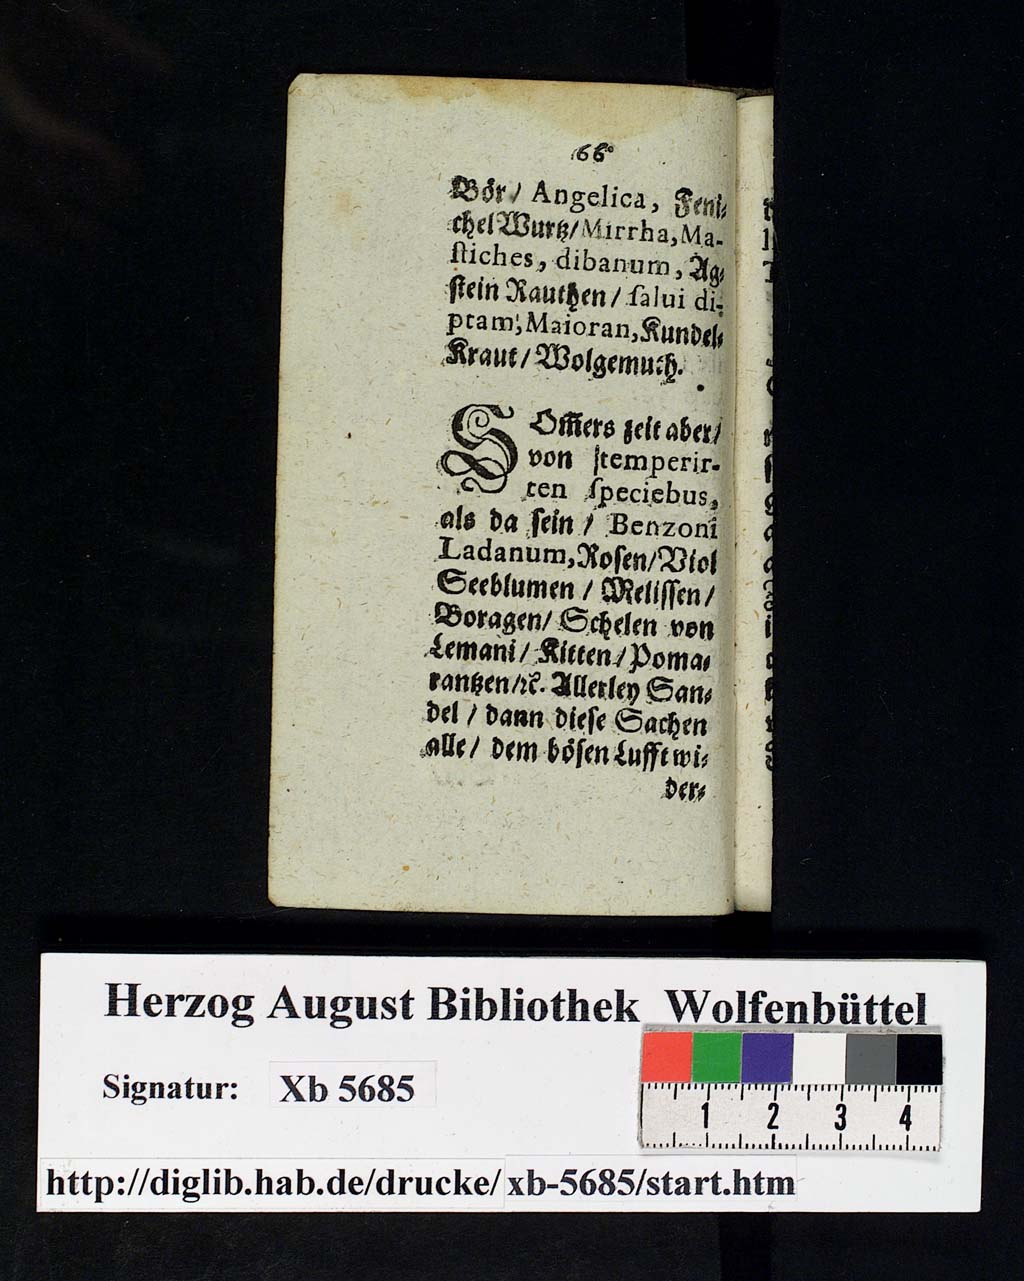 66
Bör/ Angelica, Feni⸗
chel Wurtz/ Mirrha, Ma-
ſtiches, dibanum, Ag⸗
ſtein Rauthen/ ſalui di-
ptam, Maioran, Kundel⸗
Kraut/ Wolgemuth.
SOm̃ers zeit aber/
von temperir-
ten ſpeciebus,
als da ſein/ Benzoni
Ladanum, Roſen/ Viol
Seeblumen/ Meliſſen/
Boragen/ Schelen von
Lemani/ Kitten/ Poma⸗
rantzen/ꝛc. Allerley San⸗
del/ dann dieſe Sachen
alle/ dem böſen Lufft wi⸗
der⸗
Herzog August Bibliothek Wolfenbüttel
Signatur: Xb 5685
1 2 3 4
http://diglib.hab.de/drucke/xb-5685/start.htm